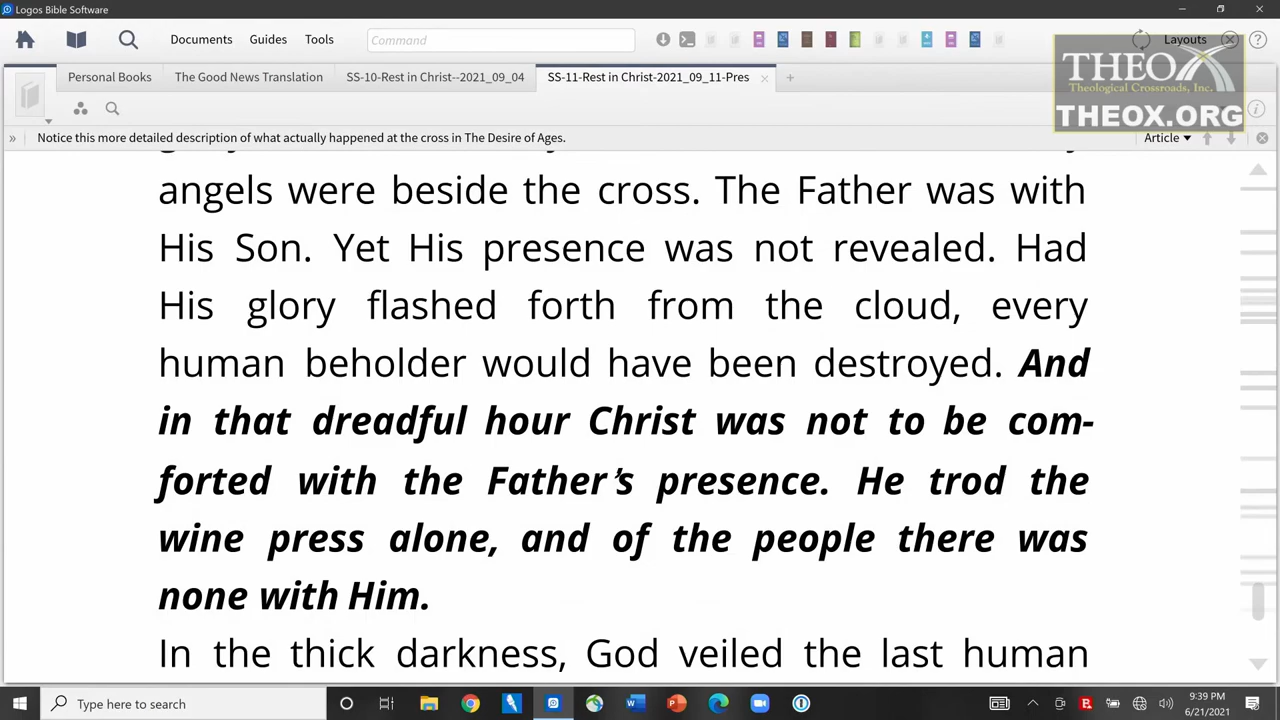 Logos Bible Software
Documents Guides Tools Command Layouts
THEOX
Theological Crossroads, Inc.
THEOX.ORG
Personal Books The Good News Translation SS-10-Rest in Christ--2021_09_04 SS-11-Rest in Christ-2021_09_11-Pres
Notice this more detailed description of what actually happened at the cross in The Desire of Ages. Article
angels were beside the cross. The Father was with
His Son. Yet His presence was not revealed. Had
His glory flashed forth from the cloud, every
human beholder would have been destroyed. And
in that dreadful hour Christ was not to be com-
forted with the Father’s presence. He trod the
wine press alone, and of the people there was
none with Him.
In the thick darkness, God veiled the last human
Type here to search
9:39 PM
6/21/2021